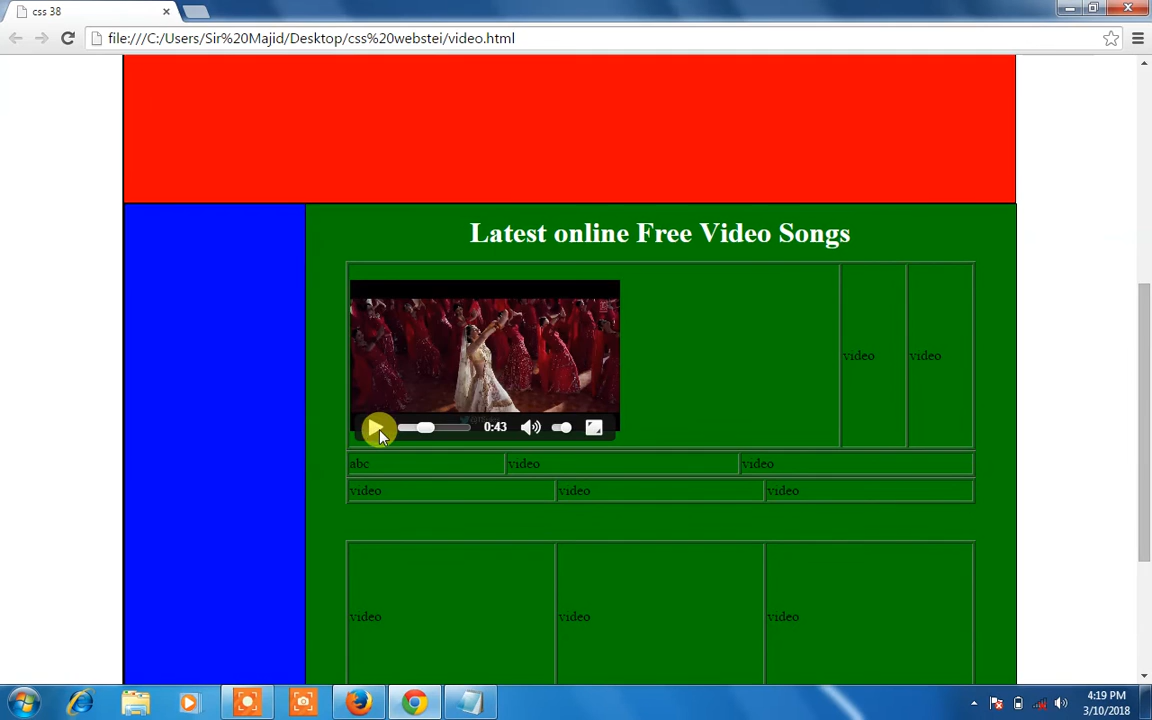 css 38
file:///C:/Users/Sir%20Majid/Desktop/css%20webstei/video.html
Latest online Free Video Songs
0:43
video video
abc video video
video video video
video video video
4:19 PM
3/10/2018